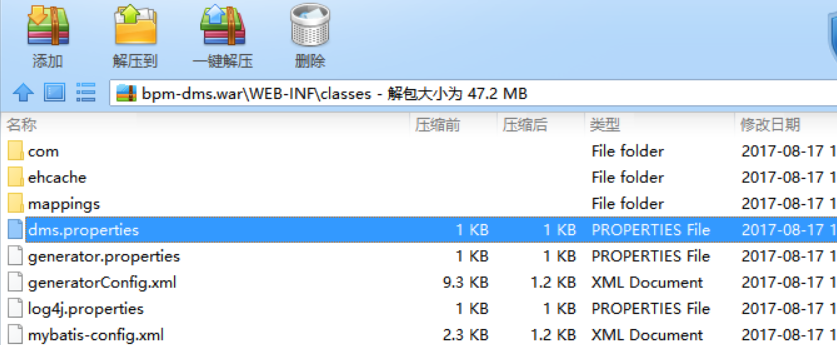 添加 解压到 一键解压 删除
bpm-dms.war\WEB-INF\classes - 解包大小为 47.2 MB
名称 压缩前 压缩后 类型 修改日期
com File folder 2017-08-17 1
ehcache File folder 2017-08-17 1
mappings File folder 2017-08-17 1
dms.properties 1 KB 1 KB PROPERTIES File 2017-08-17 1
generator.properties 1 KB 1 KB PROPERTIES File 2017-08-17 1
generatorConfig.xml 9.3 KB 1.2 KB XML Document 2017-08-17 1
log4j.properties 1 KB 1 KB PROPERTIES File 2017-08-17 1
mybatis-config.xml 2.3 KB 1.2 KB XML Document 2017-08-17 1